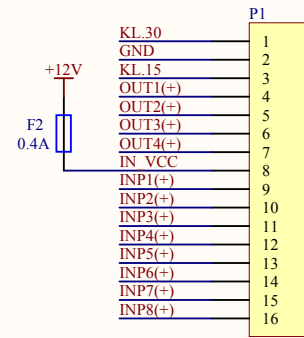 P1
KL.30 1
GND 2
+12V
KL.15 3
OUT1(+) 4
OUT2(+) 5
F2
OUT3(+) 6
0.4A
OUT4(+) 7
IN_VCC 8
INP1(+) 9
INP2(+) 10
INP3(+) 11
INP4(+) 12
INP5(+) 13
INP6(+) 14
INP7(+) 15
INP8(+) 16